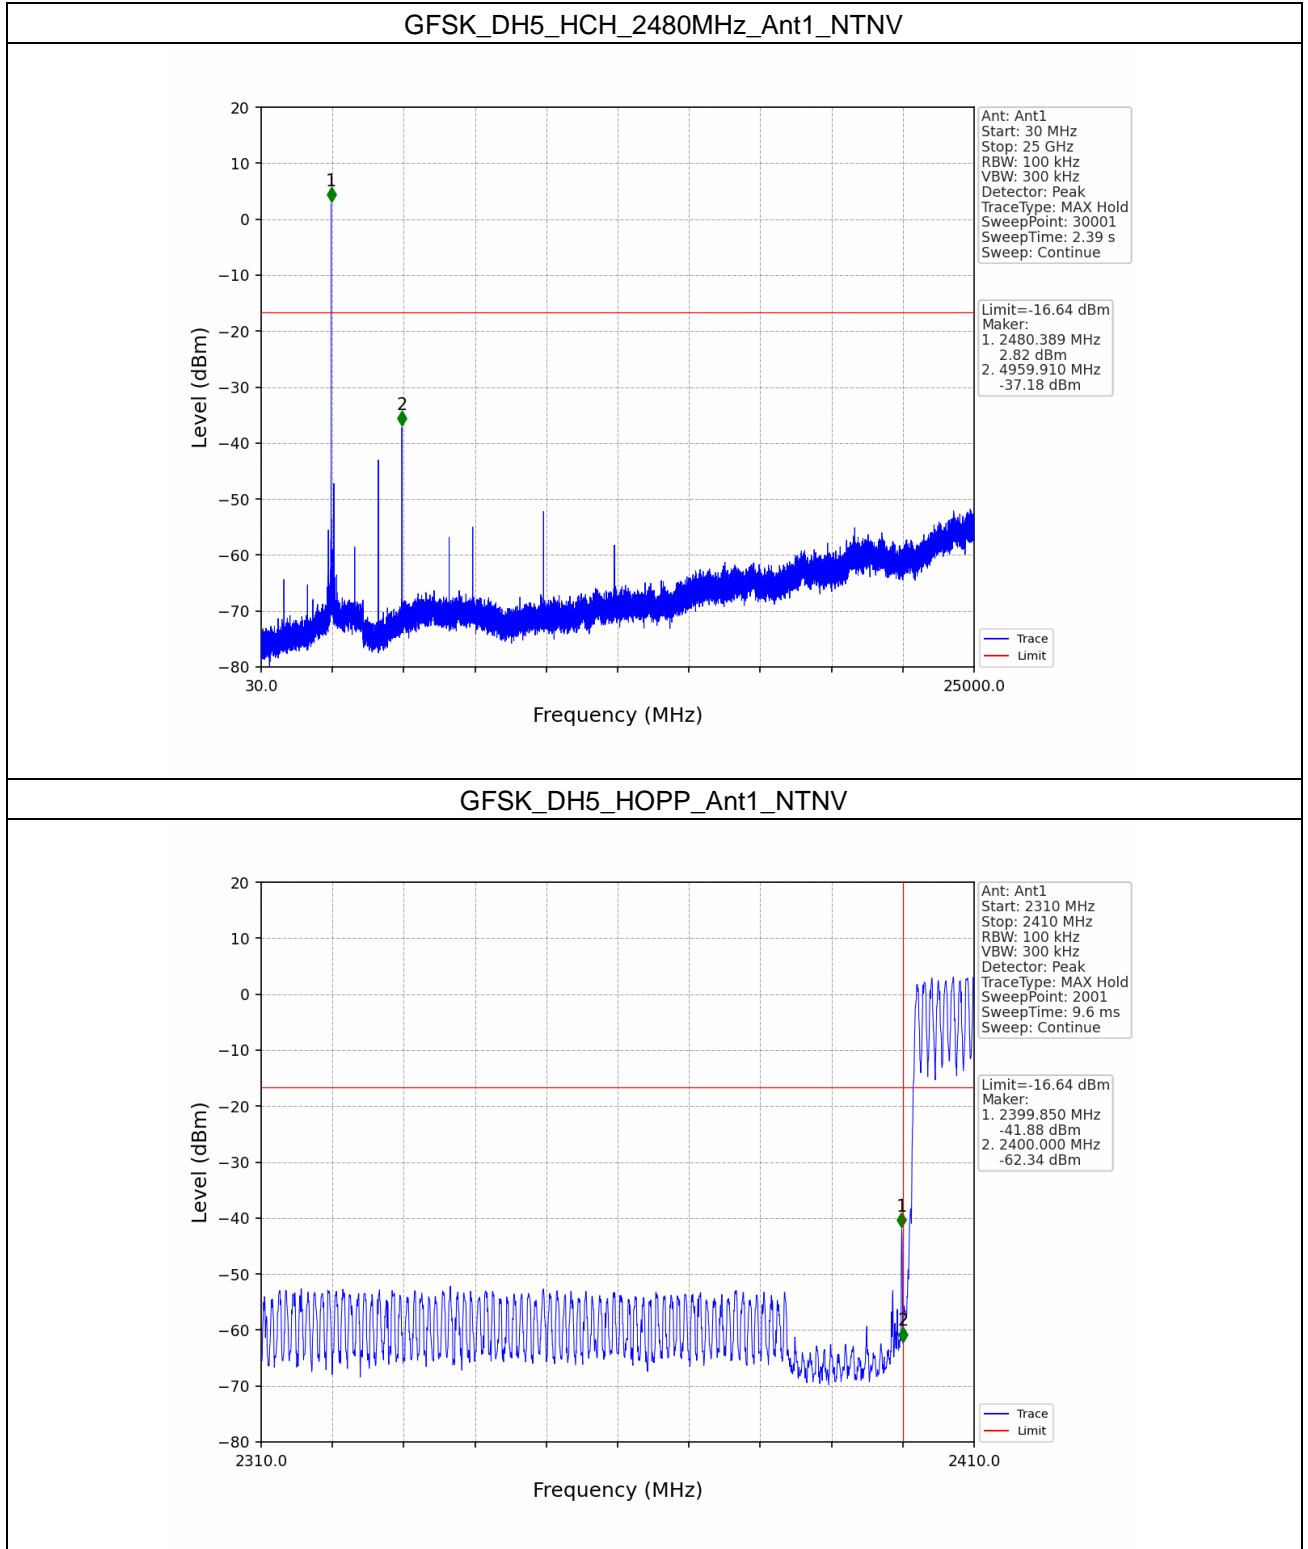 GFSK_DH5_HCH_2480MHz_Ant1_NTNV
20
10
0
−10
−20
−30
−40
−50
−60
−70
−80
Level (dBm)
1
2
30.0
25000.0
Frequency (MHz)
Ant: Ant1
Start: 30 MHz
Stop: 25 GHz
RBW: 100 kHz
VBW: 300 kHz
Detector: Peak
TraceType: MAX Hold
SweepPoint: 30001
SweepTime: 2.39 s
Sweep: Continue
Limit=-16.64 dBm
Maker:
1. 2480.389 MHz
2.82 dBm
2. 4959.910 MHz
-37.18 dBm
Trace
Limit
GFSK_DH5_HOPP_Ant1_NTNV
20
10
0
−10
−20
−30
−40
−50
−60
−70
−80
Level (dBm)
1
2
2310.0
2410.0
Frequency (MHz)
Ant: Ant1
Start: 2310 MHz
Stop: 2410 MHz
RBW: 100 kHz
VBW: 300 kHz
Detector: Peak
TraceType: MAX Hold
SweepPoint: 2001
SweepTime: 9.6 ms
Sweep: Continue
Limit=-16.64 dBm
Maker:
1. 2399.850 MHz
-41.88 dBm
2. 2400.000 MHz
-62.34 dBm
Trace
Limit